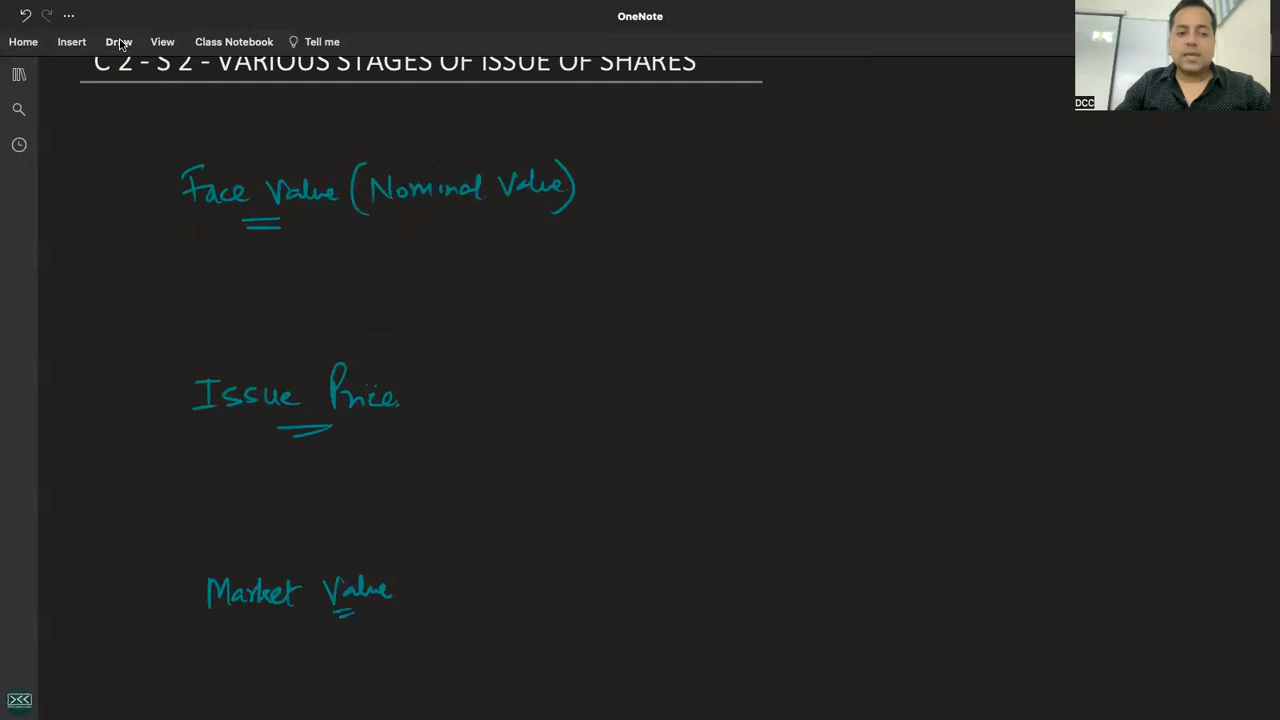 OneNote
Home Insert Draw View Class Notebook Tell me
C 2 - S 2 - VARIOUS STAGES OF ISSUE OF SHARES
DCC
Face Value (Nominal Value)
Issue Price
Market Value